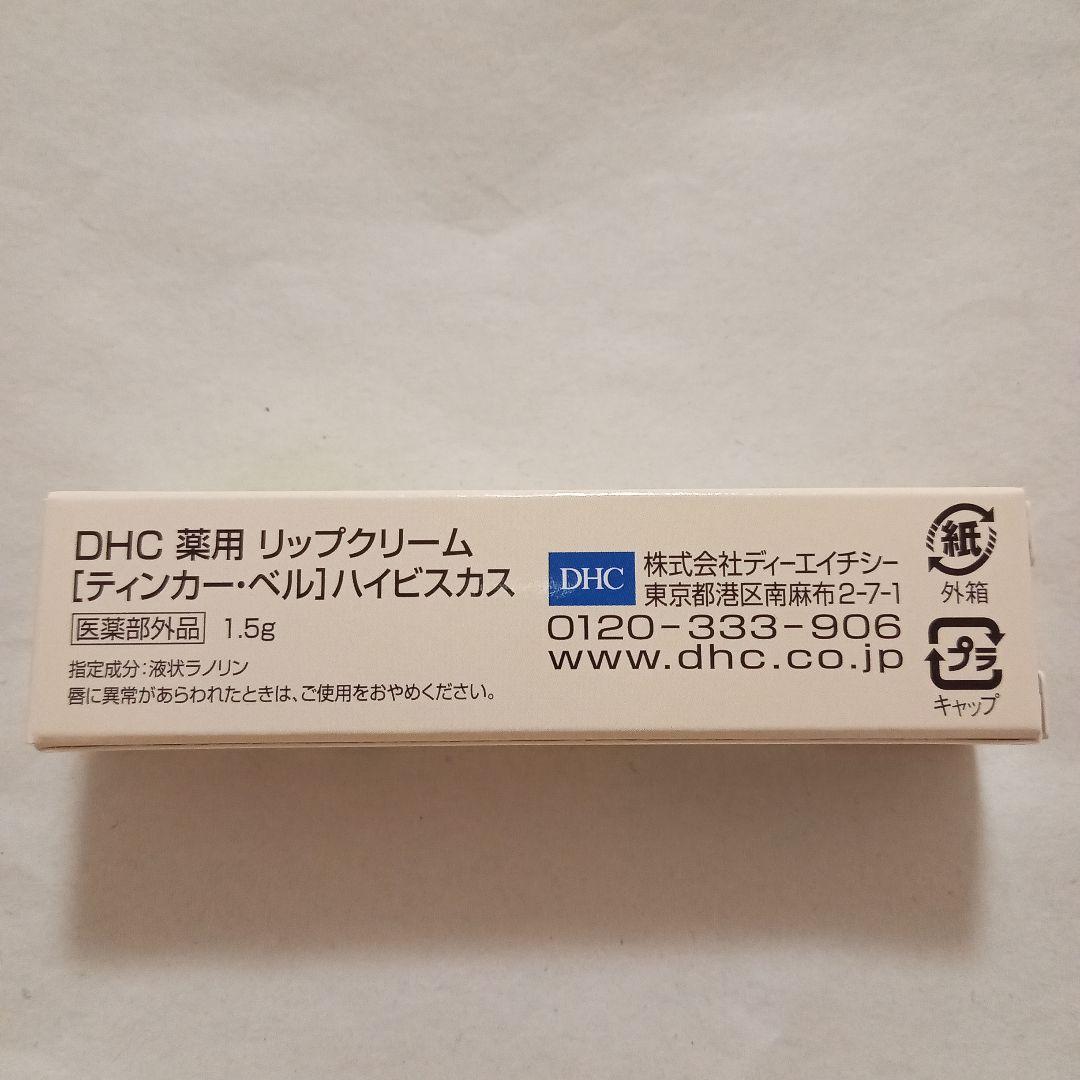 DHC 薬用 リップクリーム
[ティンカー・ベル]ハイビスカス
医薬部外品 1.5g
指定成分:液状ラノリン
唇に異常があらわれたときは、ご使用をおやめください。
DHC
株式会社ディーエイチシー
東京都港区南麻布2-7-1
0120-333-906
www.dhc.co.jp
紙
外箱
プラ
キャップ